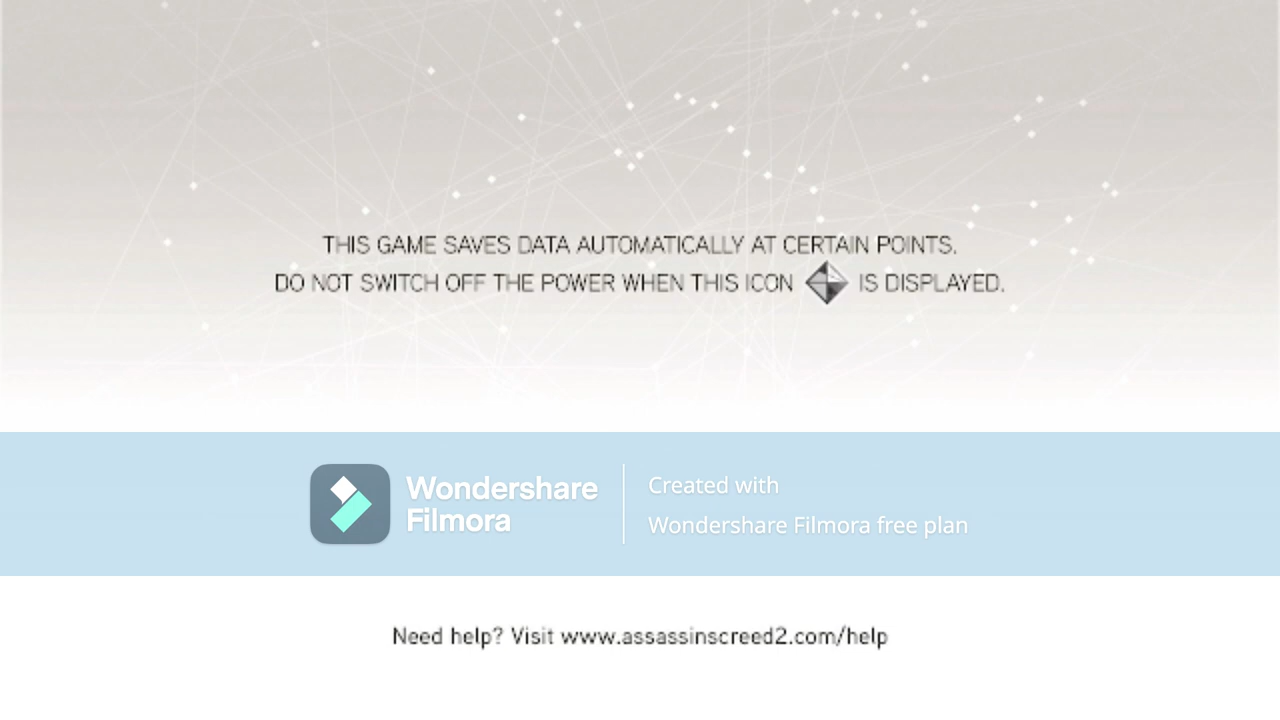 THIS GAME SAVES DATA AUTOMATICALLY AT CERTAIN POINTS.
DO NOT SWITCH OFF THE POWER WHEN THIS ICON IS DISPLAYED.
Wondershare
Filmora
Created with
Wondershare Filmora free plan
Need help? Visit www.assassinscreed2.com/help